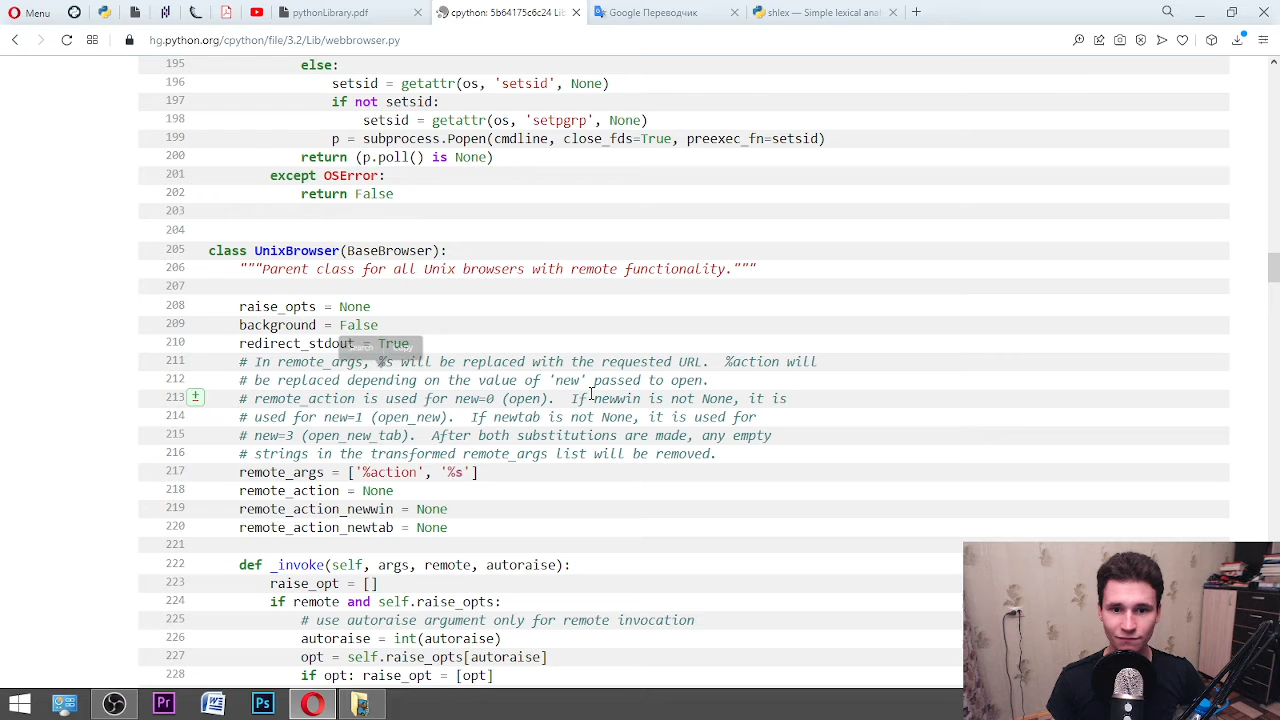 Menu
pythonLibrary.pdf
cpython: 5b64175c6c24 Lib
Google Переводчик
shlex — Simple lexical anal
hg.python.org/cpython/file/3.2/Lib/webbrowser.py
195 else:
196 setsid = getattr(os, 'setsid', None)
197 if not setsid:
198 setsid = getattr(os, 'setpgrp', None)
199 p = subprocess.Popen(cmdline, close_fds=True, preexec_fn=setsid)
200 return (p.poll() is None)
201 except OSError:
202 return False
203
204
205 class UnixBrowser(BaseBrowser):
206 """Parent class for all Unix browsers with remote functionality."""
207
208 raise_opts = None
209 background = False
210 redirect_stdout = True
Search Copy
211 # In remote_args, %s will be replaced with the requested URL.  %action will
212 # be replaced depending on the value of 'new' passed to open.
213 # remote_action is used for new=0 (open).  If newwin is not None, it is
214 # used for new=1 (open_new).  If newtab is not None, it is used for
215 # new=3 (open_new_tab).  After both substitutions are made, any empty
216 # strings in the transformed remote_args list will be removed.
217 remote_args = ['%action', '%s']
218 remote_action = None
219 remote_action_newwin = None
220 remote_action_newtab = None
221
222 def _invoke(self, args, remote, autoraise):
223 raise_opt = []
224 if remote and self.raise_opts:
225 # use autoraise argument only for remote invocation
226 autoraise = int(autoraise)
227 opt = self.raise_opts[autoraise]
228 if opt: raise_opt = [opt]
Pr
W
Ps